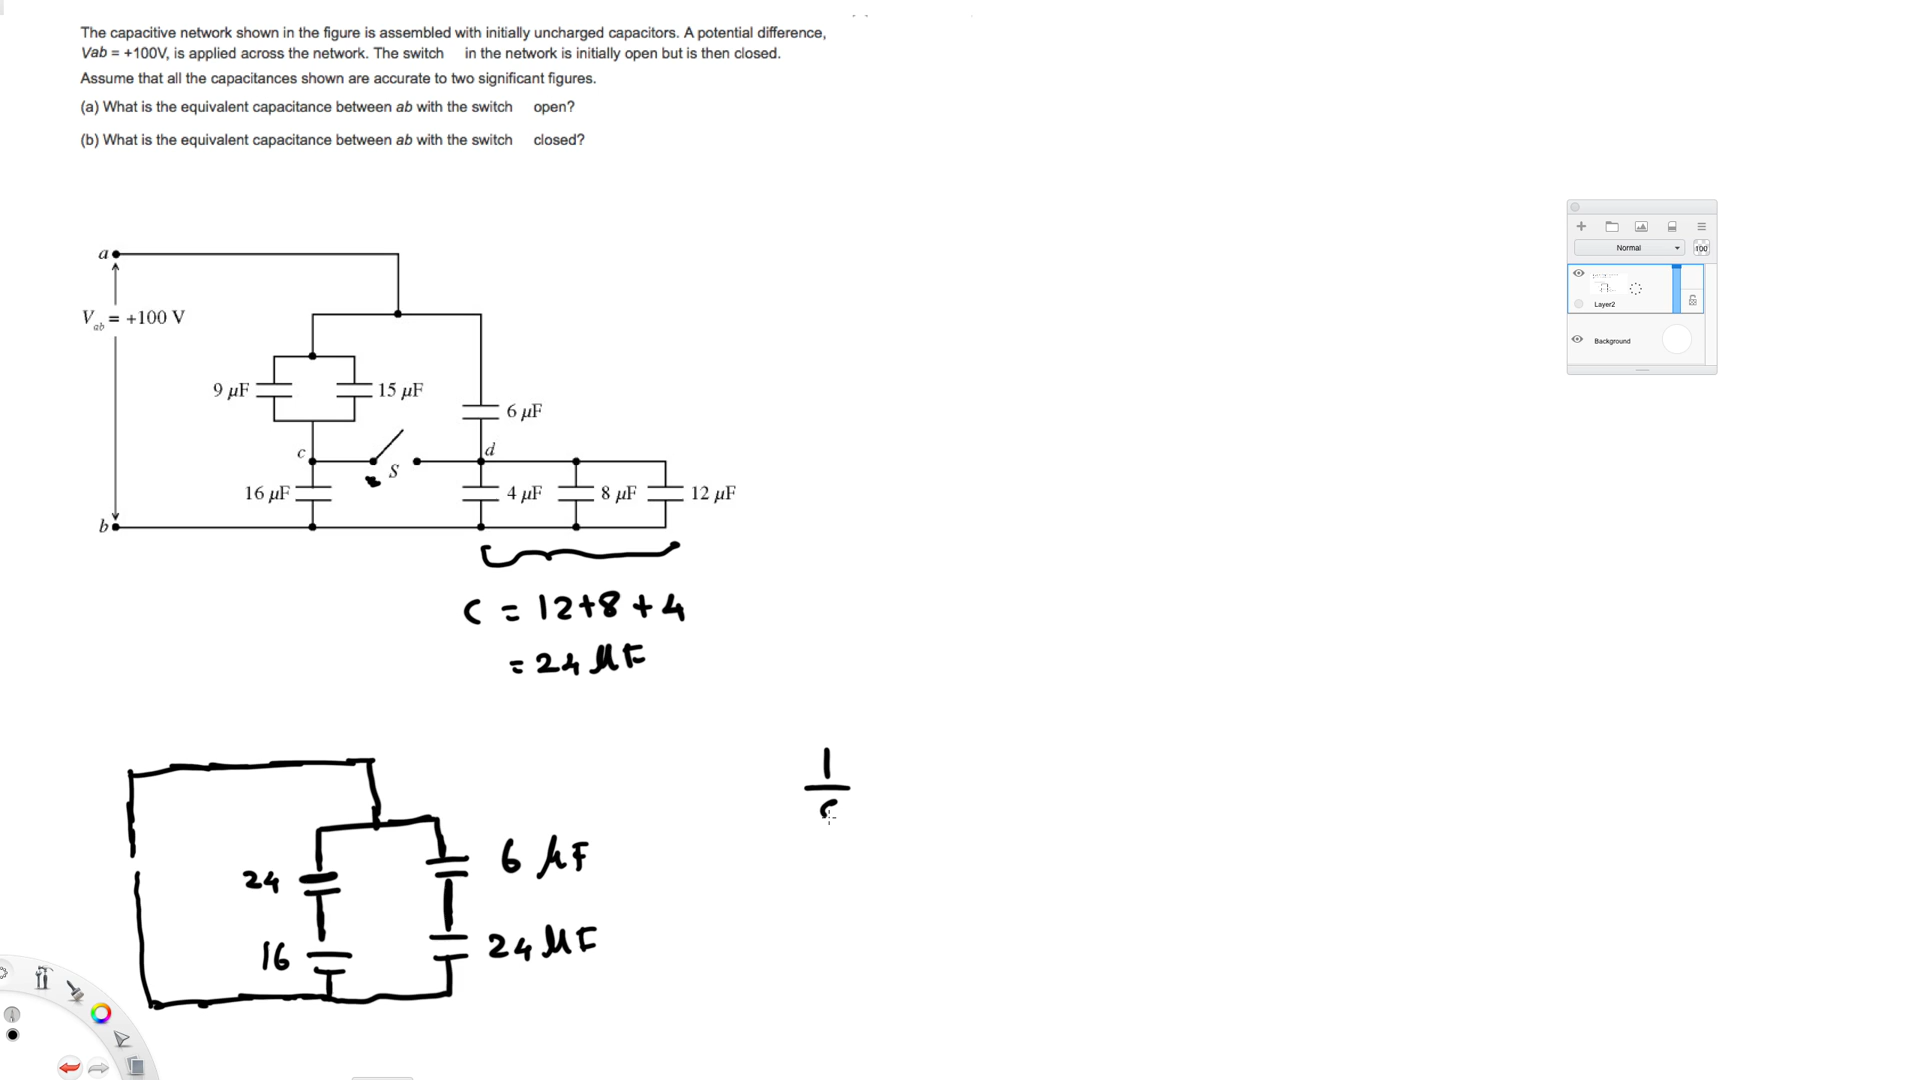 The capacitive network shown in the figure is assembled with initially uncharged capacitors. A potential difference,
Vab = +100V, is applied across the network. The switch in the network is initially open but is then closed.
Assume that all the capacitances shown are accurate to two significant figures.
(a) What is the equivalent capacitance between ab with the switch open?
(b) What is the equivalent capacitance between ab with the switch closed?
a
Vab = +100 V
9 μF
15 μF
6 μF
c
d
S
16 μF
4 μF
8 μF
12 μF
b
C = 12+8+4
= 24 μF
1
6 μF
24
24 μF
16
Normal
100
Layer2
Background